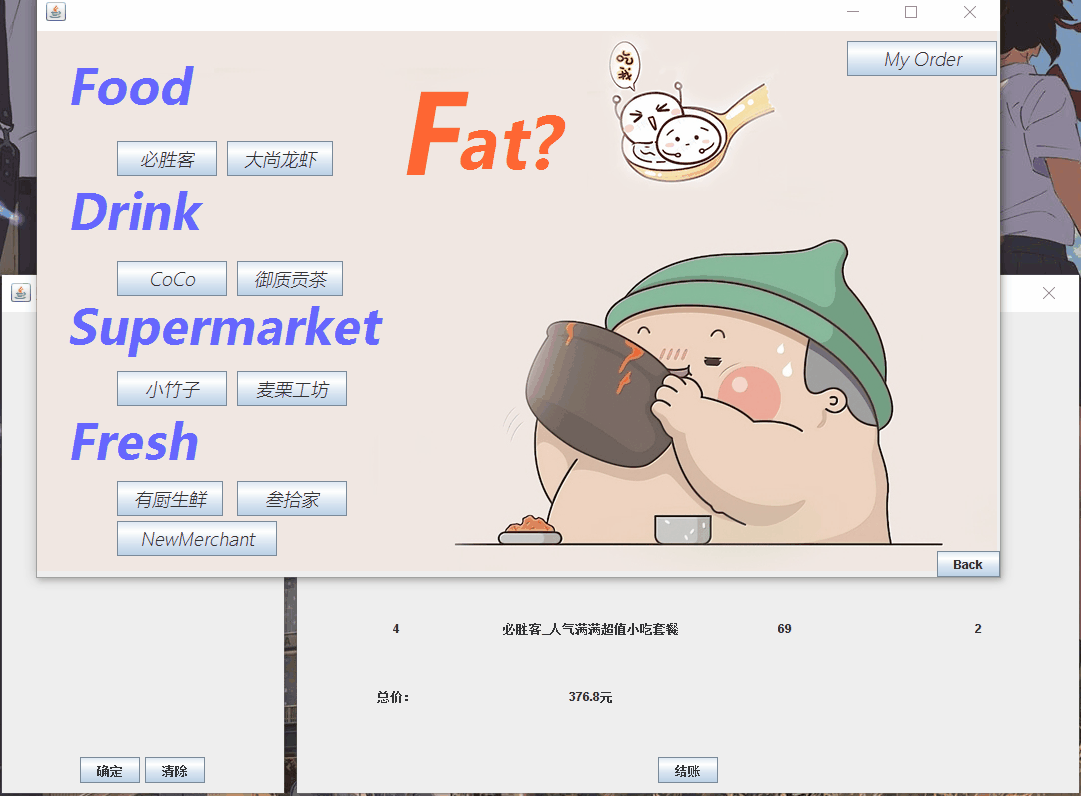 My Order
Food
Fat?
吃我
必胜客 大尚龙虾
Drink
CoCo 御质贡茶
Supermarket
小竹子 麦栗工坊
Fresh
有厨生鲜 叁拾家
NewMerchant
Back
4 必胜客_人气满满超值小吃套餐 69 2
总价: 376.8元
确定 清除 结账